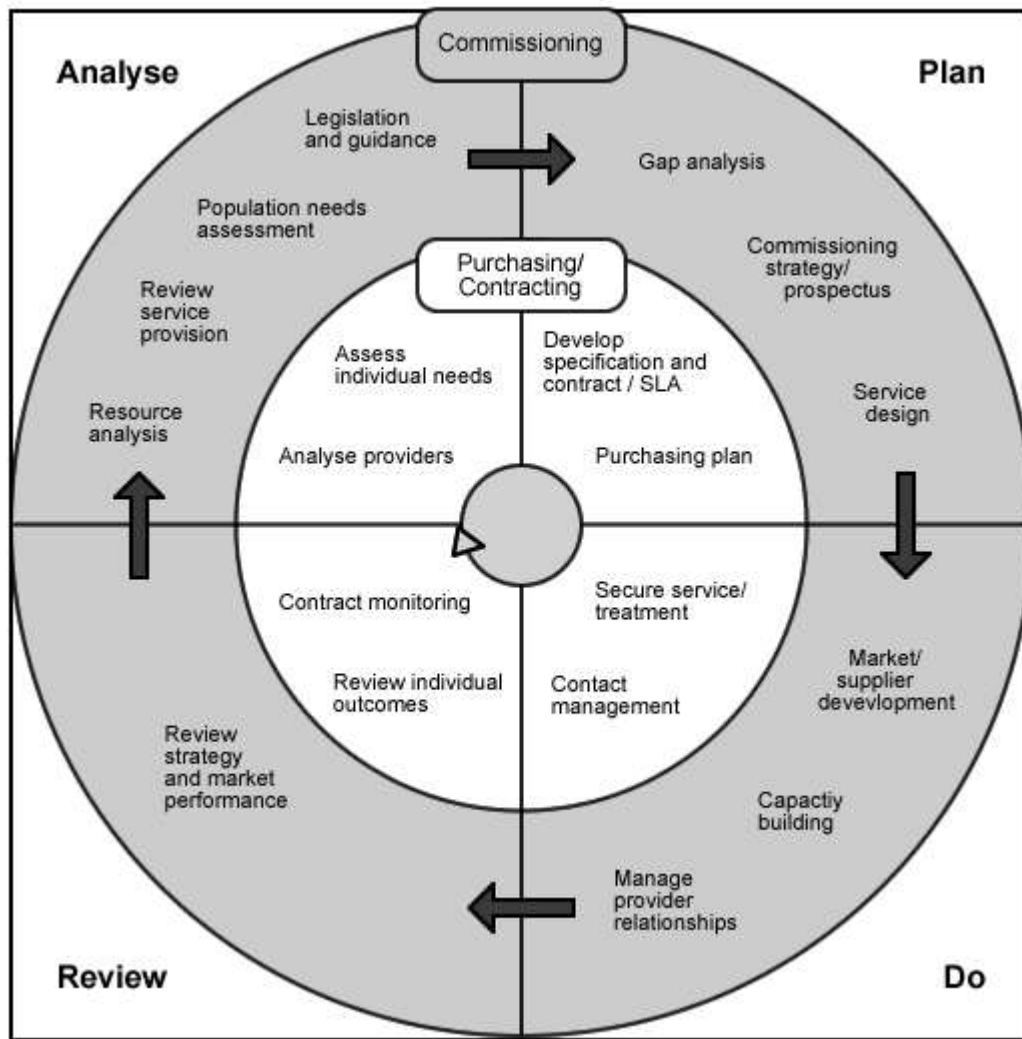 Commissioning
Analyse
Plan
Legislation
and guidance
Gap analysis
Population needs
assessment
Commissioning
strategy/
prospectus
Purchasing/
Contracting
Review
service
provision
Assess
individual needs
Develop
specification and
contract / SLA
Resource
analysis
Service
design
Analyse providers
Purchasing plan
Contract monitoring
Secure service/
treatment
Review individual
outcomes
Contact
management
Market/
supplier
devevlopment
Review
strategy
and market
performance
Capactiy
building
Manage
provider
relationships
Review
Do